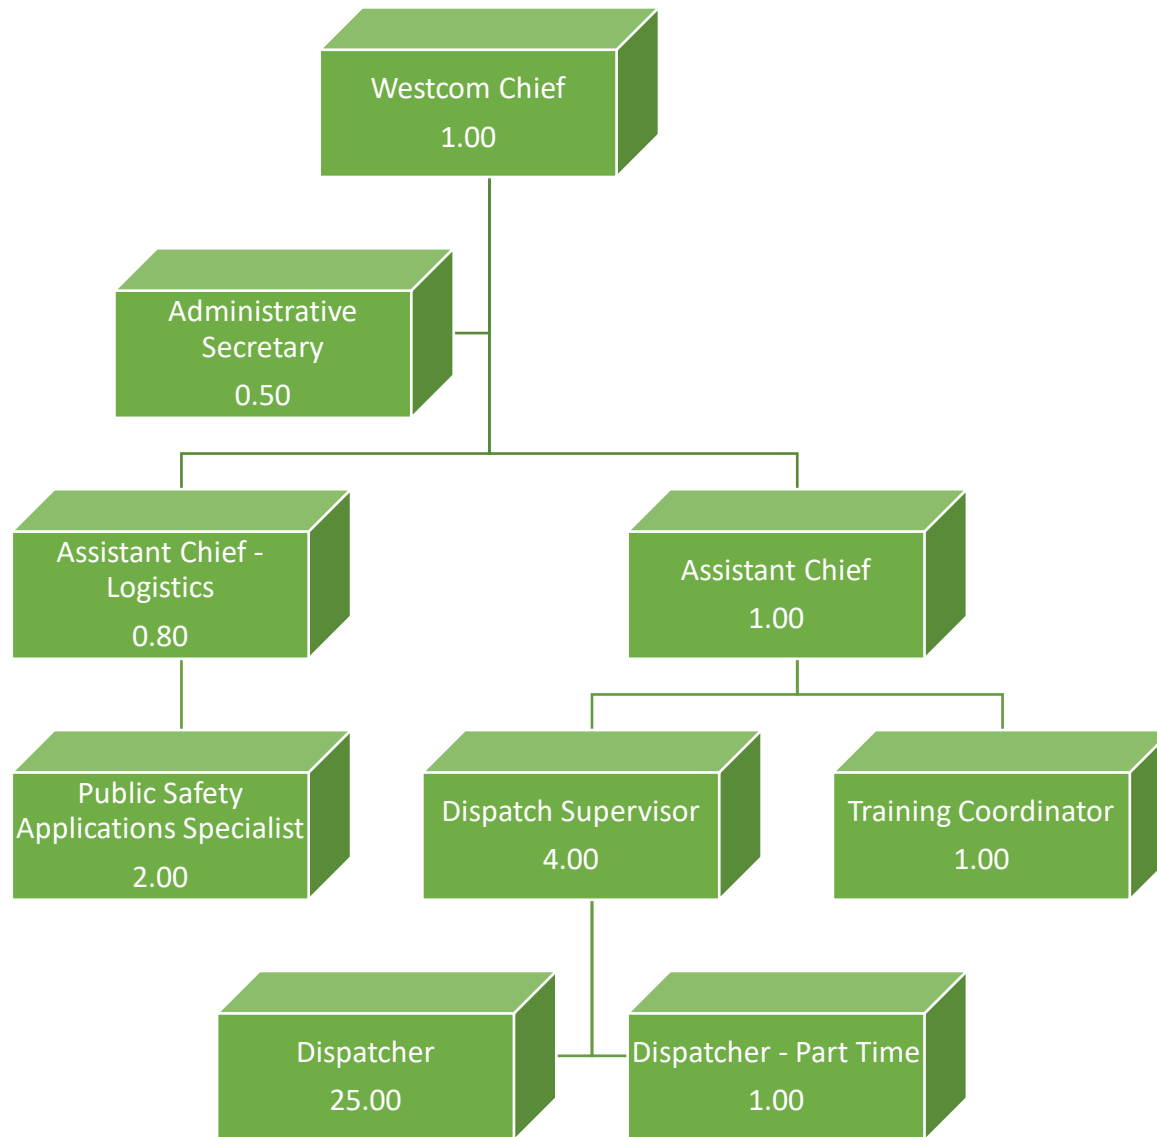 Westcom Chief
1.00
Administrative
Secretary
0.50
Assistant Chief -
Logistics
0.80
Assistant Chief
1.00
Public Safety
Applications Specialist
2.00
Dispatch Supervisor
4.00
Training Coordinator
1.00
Dispatcher
25.00
Dispatcher - Part Time
1.00